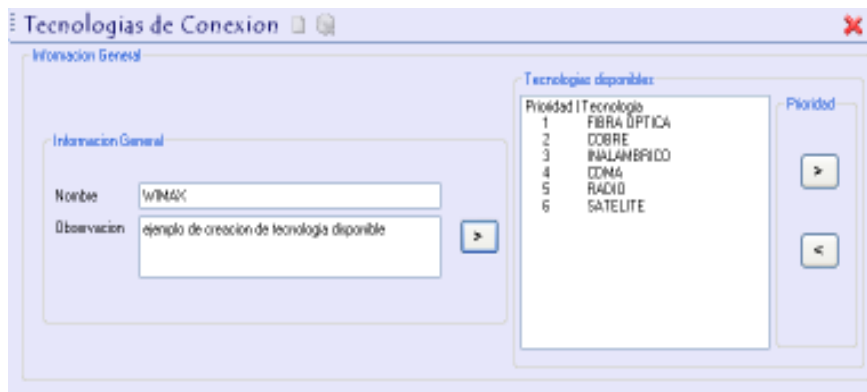 Tecnologias de Conexion
Informacion General
Tecnologias disponibles
Prioridad | Tecnologia
1 FIBRA OPTICA
2 COBRE
3 INALAMBRICO
4 CDMA
5 RADIO
6 SATELITE
Prioridad
>
<
Informacion General
Nombre WIMAX
Observacion ejemplo de creacion de tecnologia disponible
>